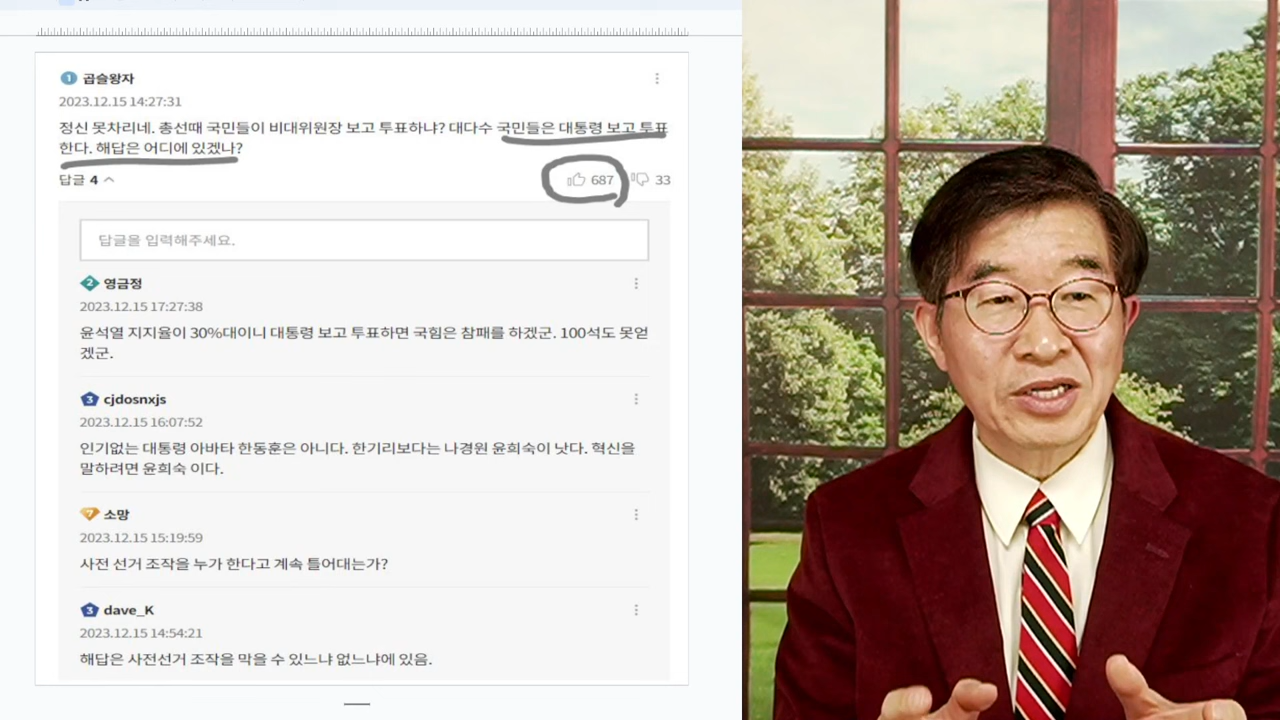 곱슬왕자
2023.12.15 14:27:31
정신 못차리네. 총선때 국민들이 비대위원장 보고 투표하냐? 대다수 국민들은 대통령 보고 투표
한다. 해답은 어디에 있겠나?
답글 4
687 33
답글을 입력해주세요.
영금정
2023.12.15 17:27:38
윤석열 지지율이 30%대이니 대통령 보고 투표하면 국힘은 참패를 하겠군. 100석도 못얻
겠군.
cjdosnxjs
2023.12.15 16:07:52
인기없는 대통령 아바타 한동훈은 아니다. 한기리보다는 나경원 윤희숙이 낫다. 혁신을
말하려면 윤희숙 이다.
소망
2023.12.15 15:19:59
사전 선거 조작을 누가 한다고 계속 틀어대는가?
dave_K
2023.12.15 14:54:21
해답은 사전선거 조작을 막을 수 있느냐 없느냐에 있음.